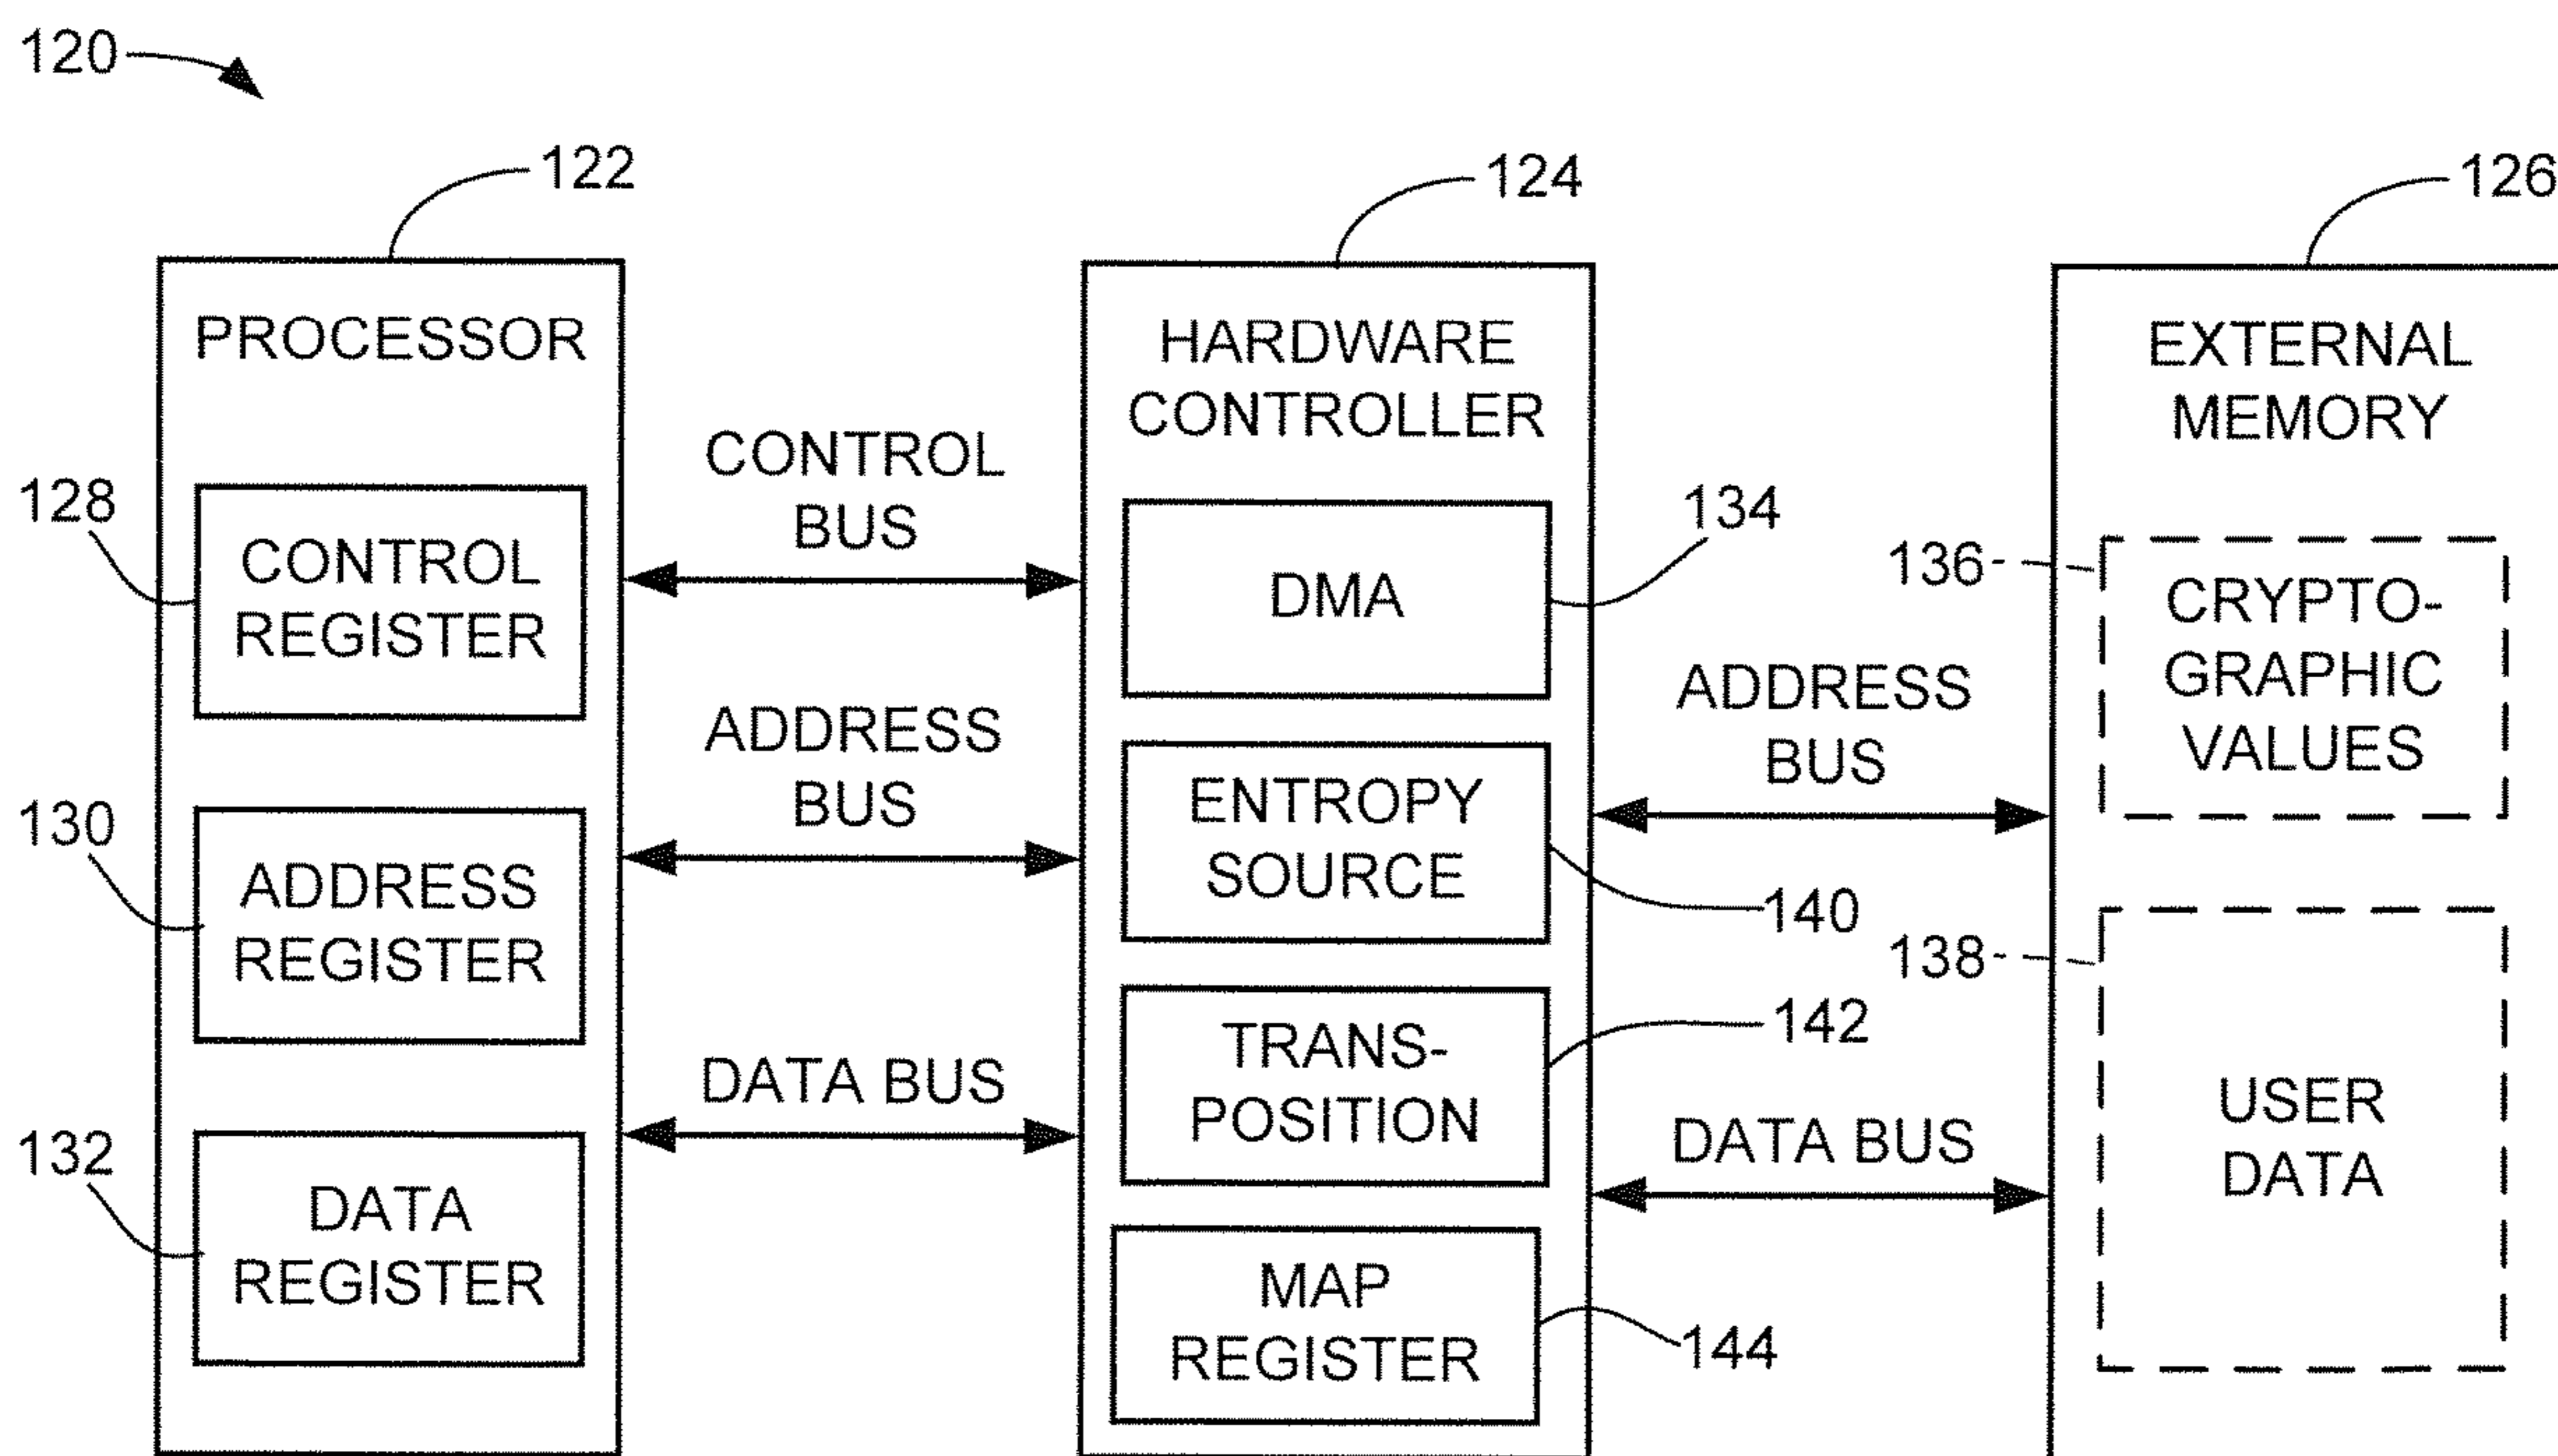 120
122
124
126
PROCESSOR
128
CONTROL
REGISTER
130
ADDRESS
REGISTER
132
DATA
REGISTER
CONTROL
BUS
ADDRESS
BUS
DATA BUS
HARDWARE
CONTROLLER
DMA
134
ENTROPY
SOURCE
140
TRANS-
POSITION
142
MAP
REGISTER
144
ADDRESS
BUS
DATA BUS
EXTERNAL
MEMORY
136
CRYPTO-
GRAPHIC
VALUES
138
USER
DATA